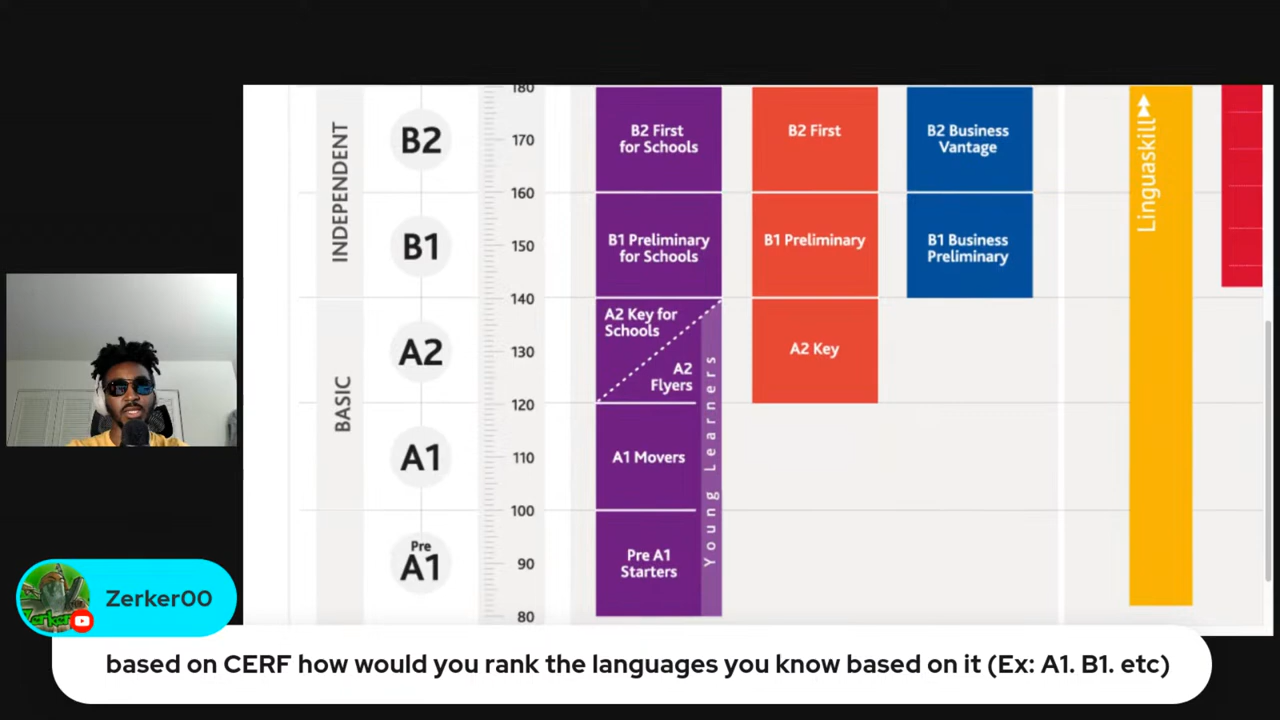 180
INDEPENDENT
B2
170
B2 First
for Schools
B2 First
B2 Business
Vantage
Linguaskill
160
B1
150
B1 Preliminary
for Schools
B1 Preliminary
B1 Business
Preliminary
140
BASIC
A2
130
A2 Key for
Schools
A2
Flyers
A2 Key
120
Young Learners
A1
110
A1 Movers
100
Pre
A1
90
Pre A1
Starters
80
Zerker00
based on CERF how would you rank the languages you know based on it (Ex: A1. B1. etc)